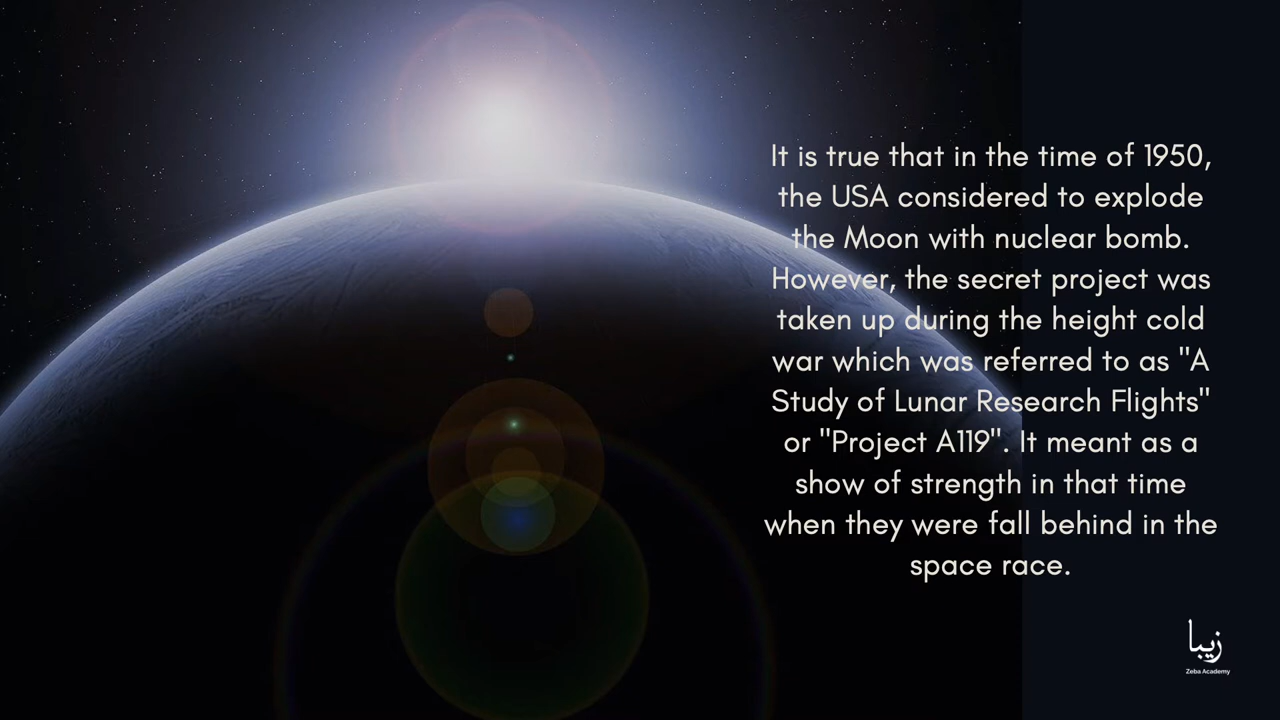 It is true that in the time of 1950,
the USA considered to explode
the Moon with nuclear bomb.
However, the secret project was
taken up during the height cold
war which was referred to as "A
Study of Lunar Research Flights"
or "Project A119". It meant as a
show of strength in that time
when they were fall behind in the
space race.
زیبا
Zeba Academy